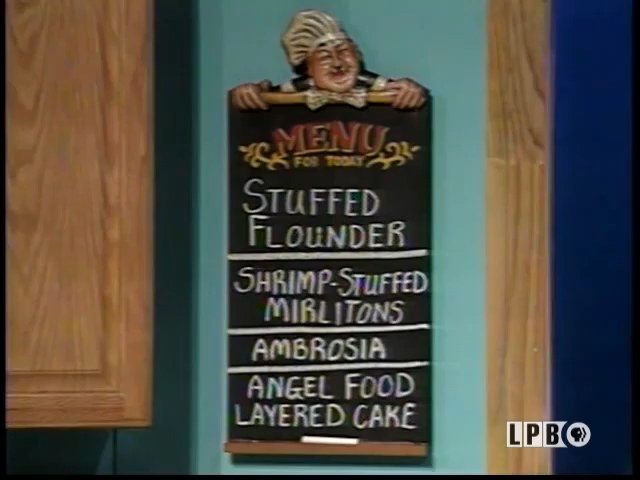 MENU
FOR TODAY
STUFFED
FLOUNDER
SHRIMP-STUFFED
MIRLITONS
AMBROSIA
ANGEL FOOD
LAYERED CAKE
LPB